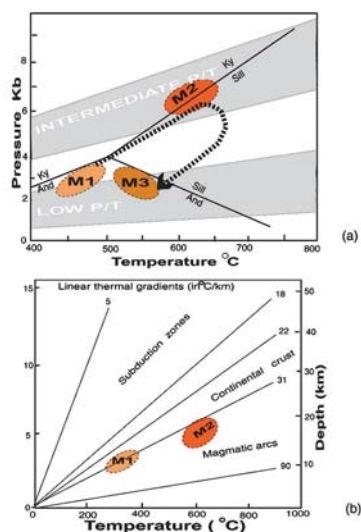 Pressure Kb
8
6
4
2
0
INTERMEDIATE P/T
LOW P/T
M1
M2
M3
Ky
Sill
Ky
And
Sill
And
400
500
600
700
800
Temperature °C
(a)
Linear thermal gradients (in°C/km)
15
10
5
0
5
18
22
31
90
Subduction zones
Continental crust
Magmatic arcs
M1
M2
50
40
30
20
10
Depth (km)
0
200
400
600
800
1000
Temperature ( °C)
(b)